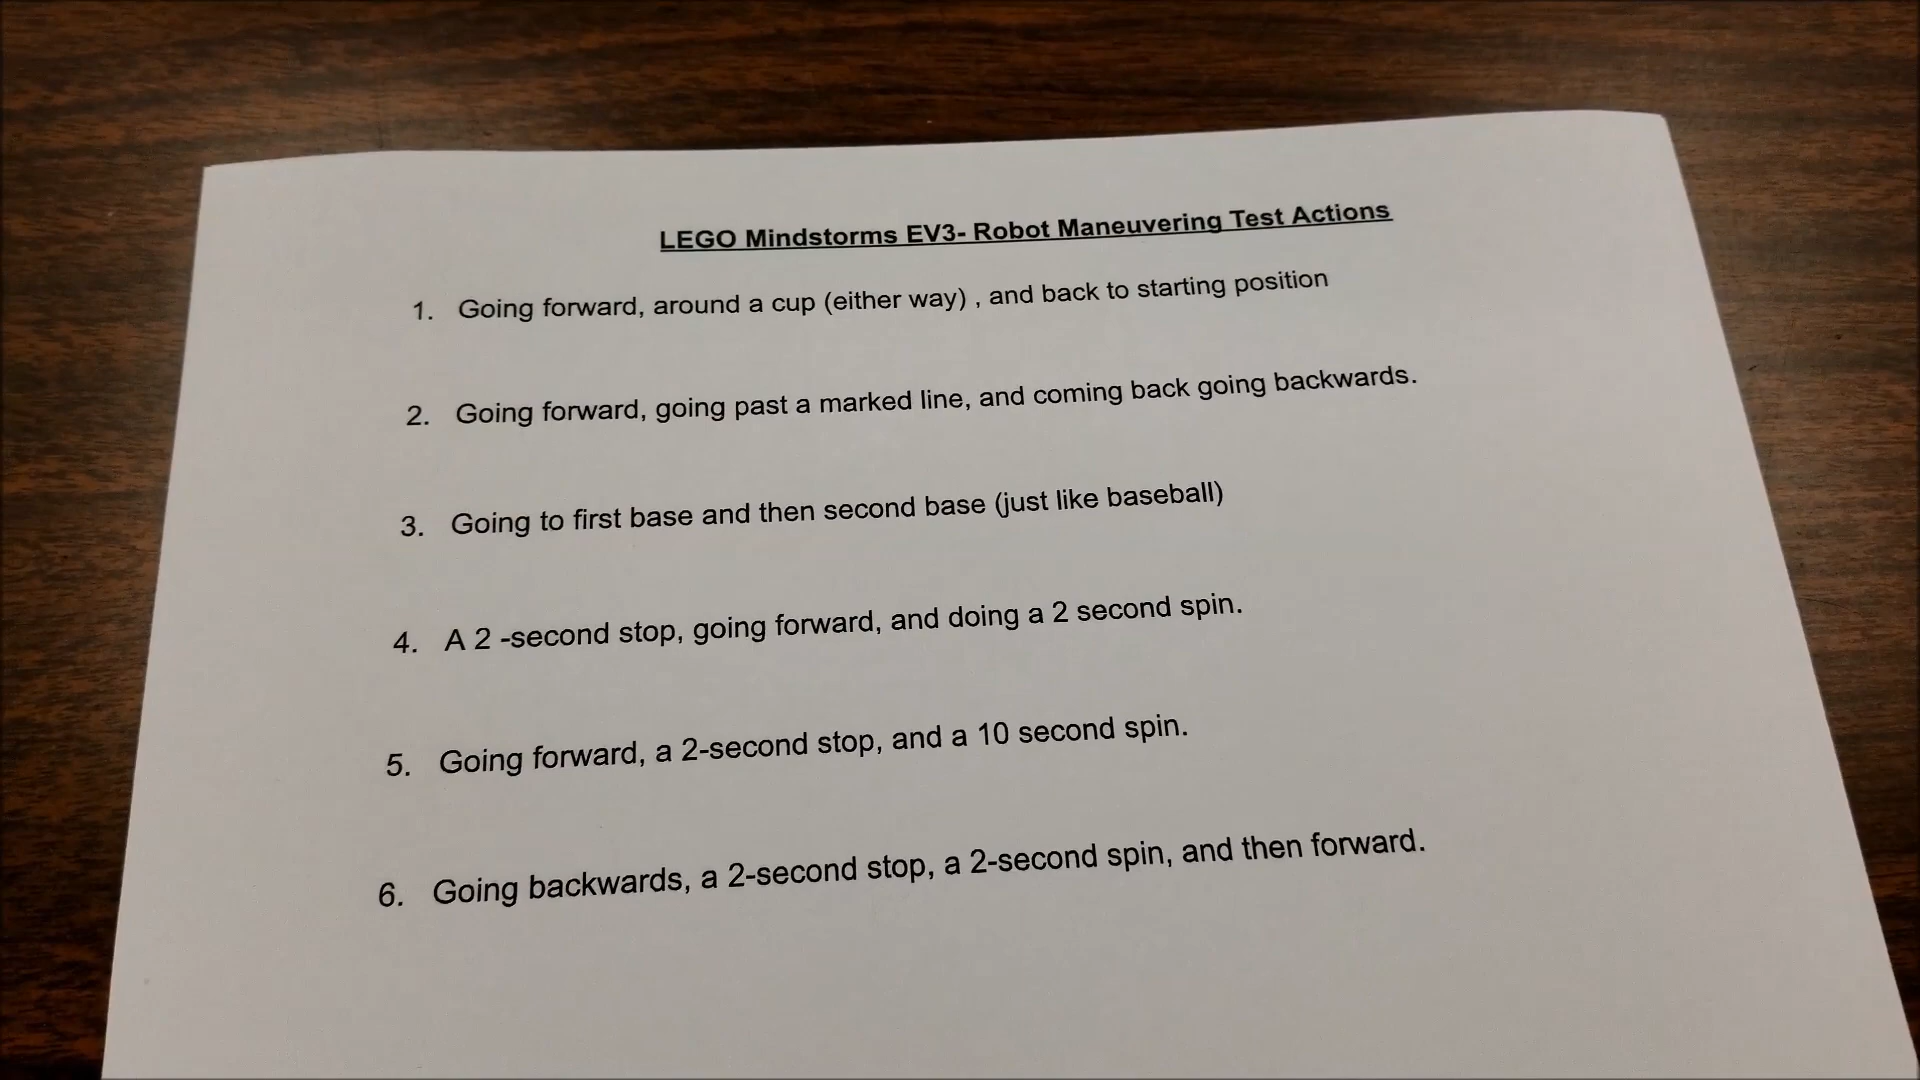 LEGO Mindstorms EV3- Robot Maneuvering Test Actions
1. Going forward, around a cup (either way) , and back to starting position
2. Going forward, going past a marked line, and coming back going backwards.
3. Going to first base and then second base (just like baseball)
4. A 2 -second stop, going forward, and doing a 2 second spin.
5. Going forward, a 2-second stop, and a 10 second spin.
6. Going backwards, a 2-second stop, a 2-second spin, and then forward.